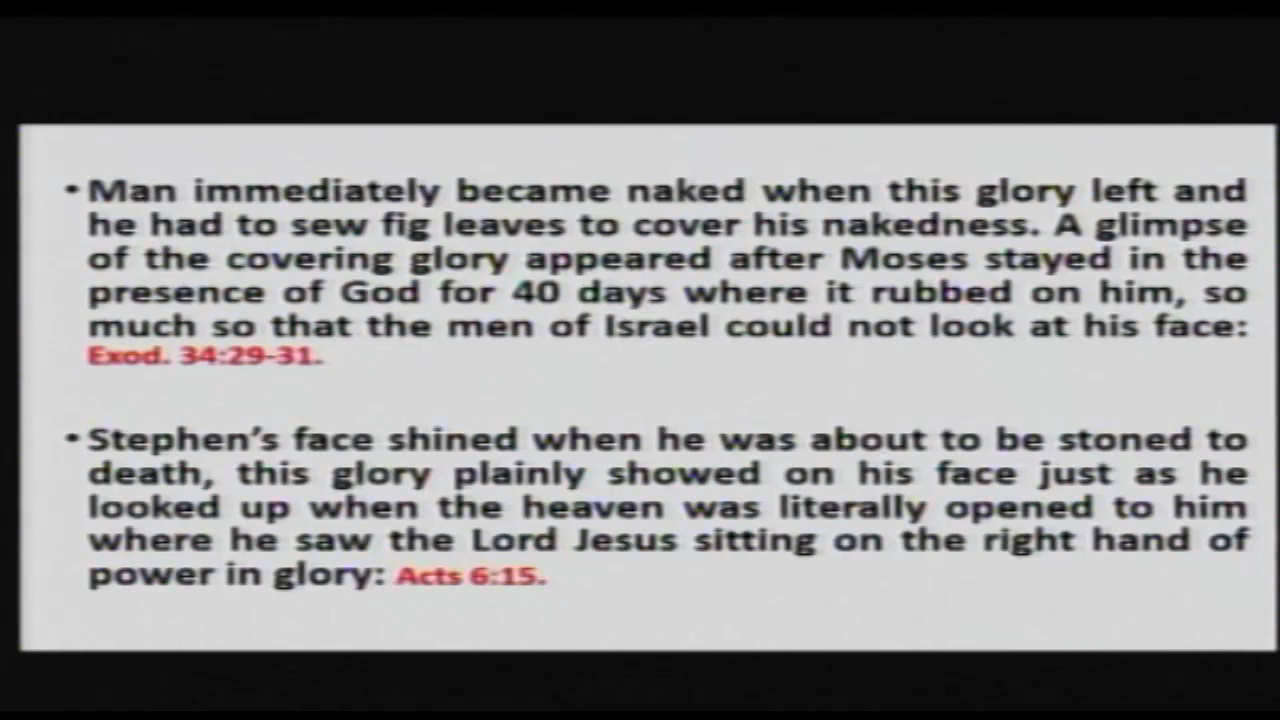 • Man immediately became naked when this glory left and
he had to sew fig leaves to cover his nakedness. A glimpse
of the covering glory appeared after Moses stayed in the
presence of God for 40 days where it rubbed on him, so
much so that the men of Israel could not look at his face:
Exod. 34:29-31.
• Stephen’s face shined when he was about to be stoned to
death, this glory plainly showed on his face just as he
looked up when the heaven was literally opened to him
where he saw the Lord Jesus sitting on the right hand of
power in glory: Acts 6:15.